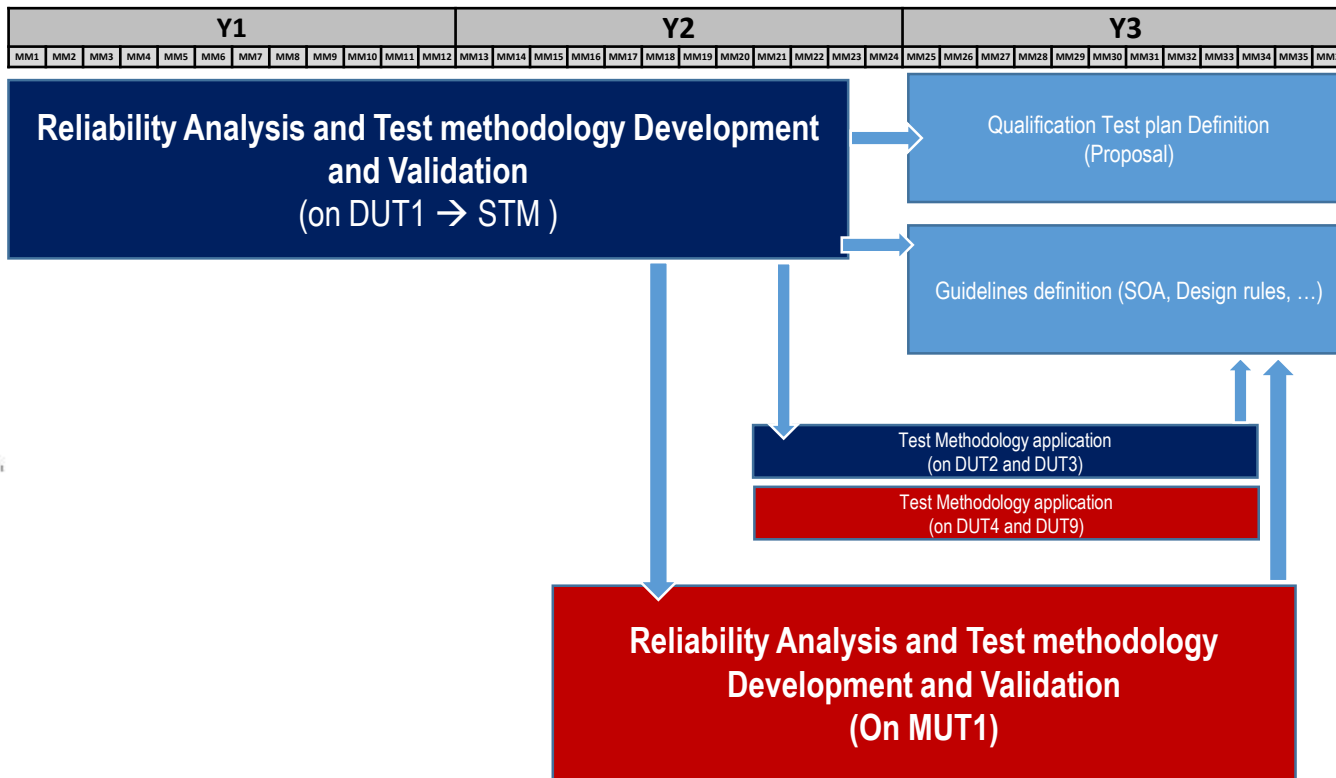 Y1 Y2 Y3
MM1 MM2 MM3 MM4 MM5 MM6 MM7 MM8 MM9 MM10 MM11 MM12 MM13 MM14 MM15 MM16 MM17 MM18 MM19 MM20 MM21 MM22 MM23 MM24 MM25 MM26 MM27 MM28 MM29 MM30 MM31 MM32 MM33 MM34 MM35
Reliability Analysis and Test methodology Development
and Validation
(on DUT1 → STM )
Qualification Test plan Definition
(Proposal)
Guidelines definition (SOA, Design rules, …)
Test Methodology application
(on DUT2 and DUT3)
Test Methodology application
(on DUT4 and DUT9)
Reliability Analysis and Test methodology
Development and Validation
(On MUT1)